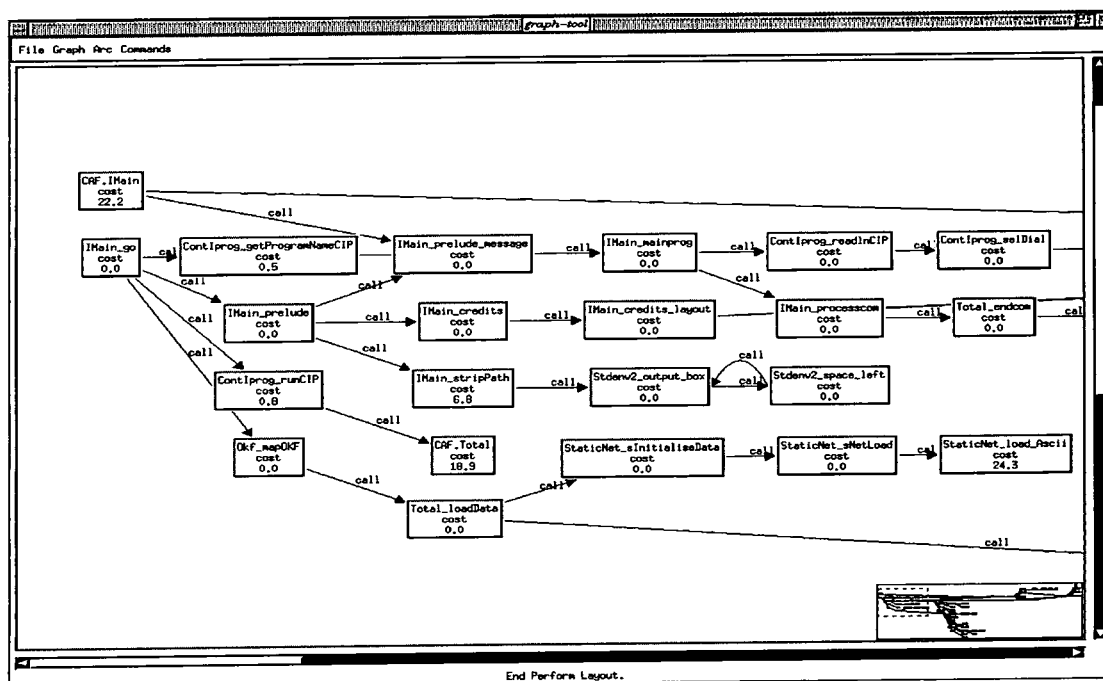 graph-tool
File Graph Arc Commands
CAF.IMain
cost
22.2
call
call
IMain_go
cost
0.0
call
ContIprog_getProgramNameCIP
cost
0.5
IMain_prelude_message
cost
0.0
call
IMain_mainprog
cost
0.0
call
ContIprog_readInCIP
cost
0.0
call
ContIprog_selDial
cost
0.0
call
call
call
call
IMain_prelude
cost
0.0
call
IMain_credits
cost
0.0
call
IMain_credits_layout
cost
0.0
IMain_processcom
cost
0.0
call
Total_endcom
cost
0.0
call
call
call
call
ContIprog_runCIP
cost
0.8
IMain_stripPath
cost
6.8
call
Stdenv2_output_box
cost
0.0
call
Stdenv2_space_left
cost
0.0
call
Okf_mapOKF
cost
0.0
CAF.Total
cost
18.9
StaticNet_sInitialiseData
cost
0.0
call
StaticNet_sNetLoad
cost
0.0
call
StaticNet_load_Ascii
cost
24.3
call
call
Total_loadData
cost
0.0
call
End Perform Layout.